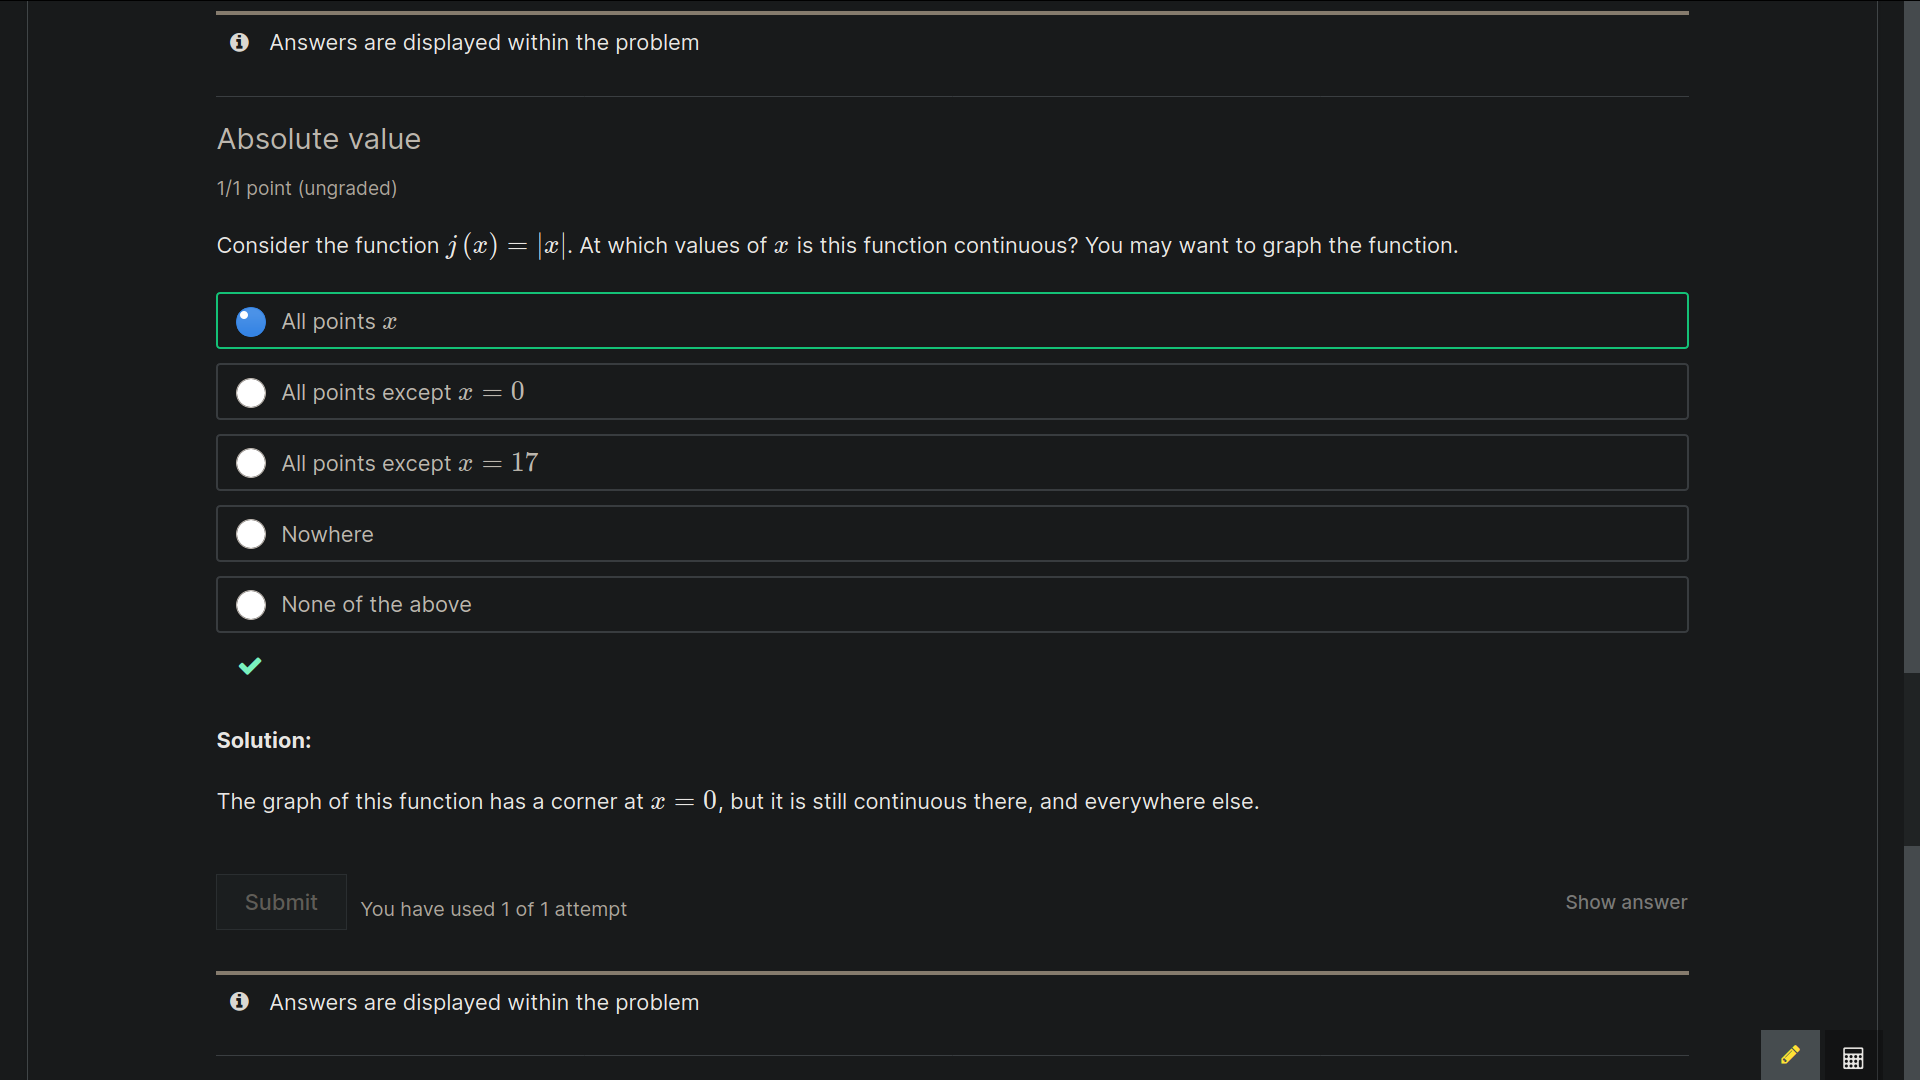 Answers are displayed within the problem
Absolute value
1/1 point (ungraded)
Consider the function j (x) = |x|. At which values of x is this function continuous? You may want to graph the function.
All points x
All points except x = 0
All points except x = 17
Nowhere
None of the above
Solution:
The graph of this function has a corner at x = 0, but it is still continuous there, and everywhere else.
Submit
You have used 1 of 1 attempt
Show answer
Answers are displayed within the problem